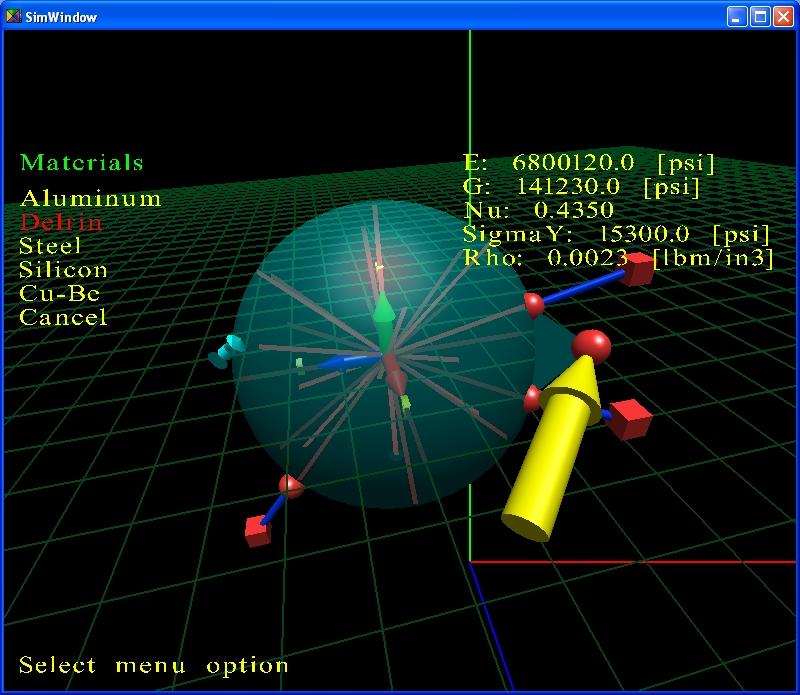 SimWindow
Materials
Aluminum
Delrin
Steel
Silicon
Cu-Be
Cancel
E: 6800120.0 [psi]
G: 141230.0 [psi]
Nu: 0.4350
SigmaY: 15300.0 [psi]
Rho: 0.0023 [lbm/in3]
Select menu option